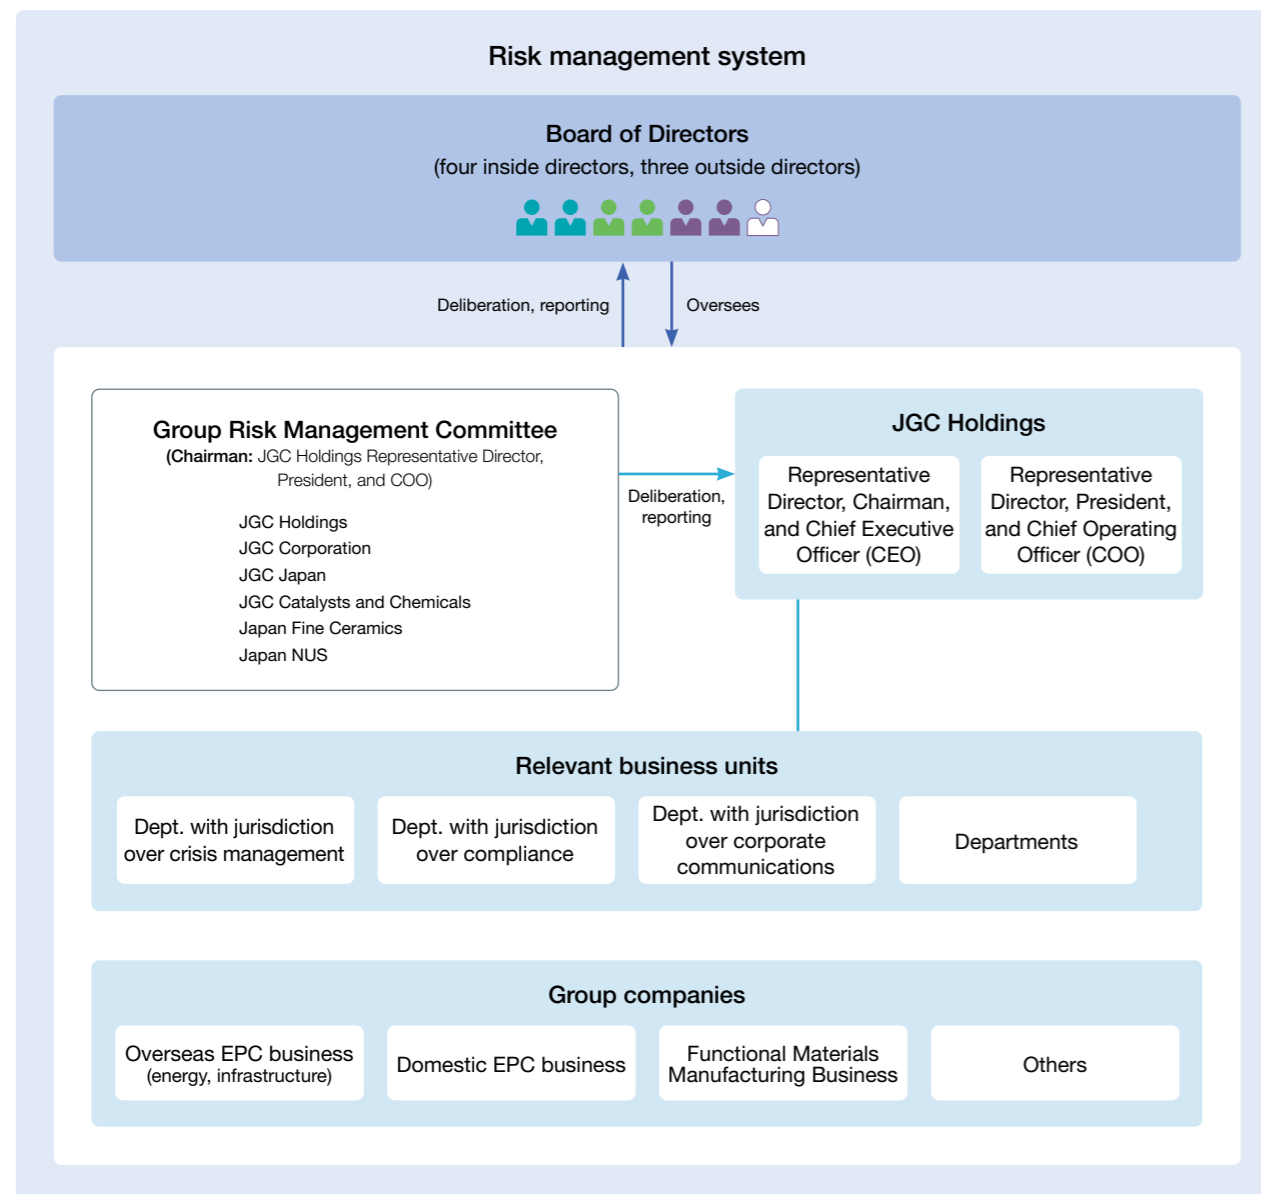 Risk management system
Board of Directors
(four inside directors, three outside directors)
Deliberation, reporting
Oversees
Group Risk Management Committee
(Chairman: JGC Holdings Representative Director,
President, and COO)
JGC Holdings
JGC Corporation
JGC Japan
JGC Catalysts and Chemicals
Japan Fine Ceramics
Japan NUS
Deliberation,
reporting
JGC Holdings
Representative
Director, Chairman,
and Chief Executive
Officer (CEO)
Representative
Director, President,
and Chief Operating
Officer (COO)
Relevant business units
Dept. with jurisdiction
over crisis management
Dept. with jurisdiction
over compliance
Dept. with jurisdiction
over corporate
communications
Departments
Group companies
Overseas EPC business
(energy, infrastructure)
Domestic EPC business
Functional Materials
Manufacturing Business
Others